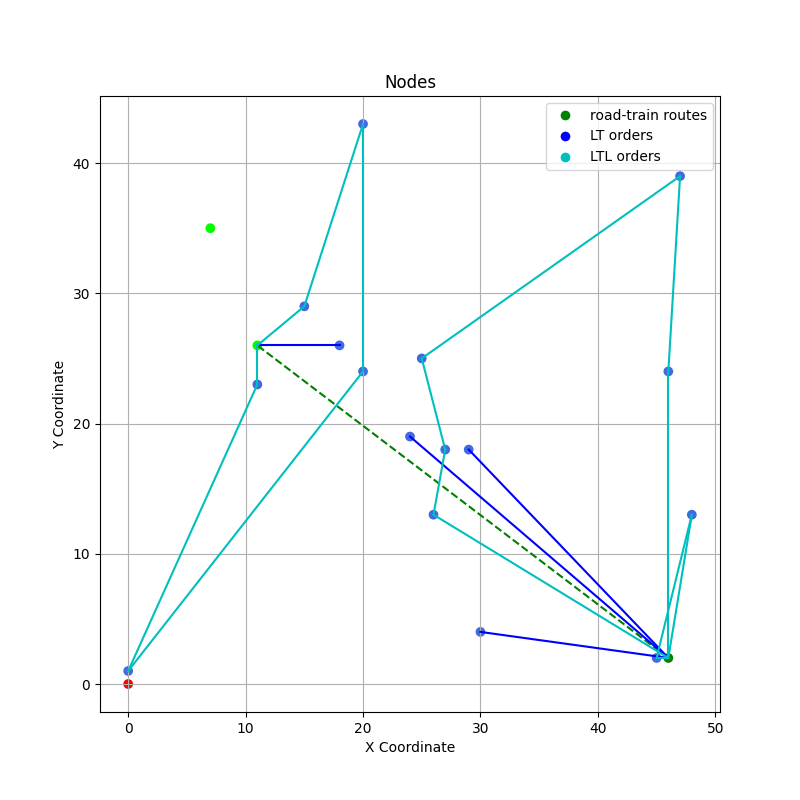 Nodes
road-train routes
LT orders
LTL orders
40
30
20
10
0
Y Coordinate
0 10 20 30 40 50
X Coordinate